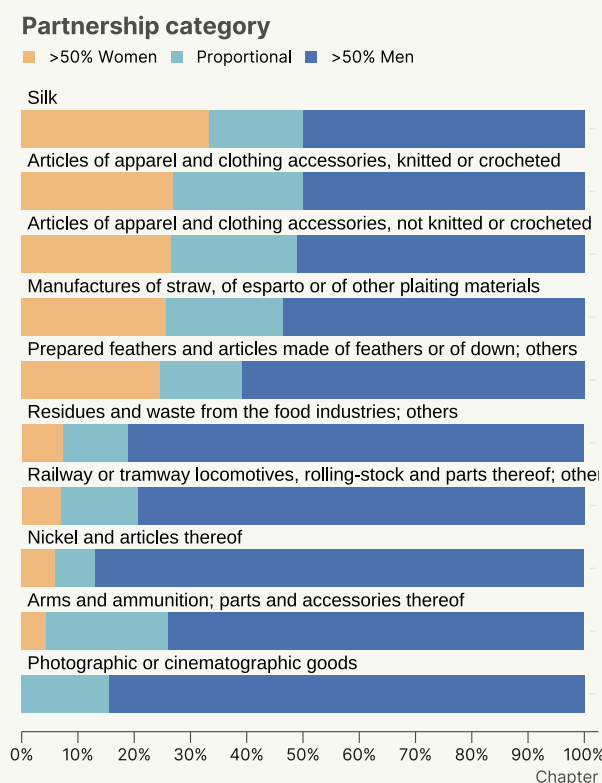 Partnership category
>50% Women Proportional >50% Men
Silk
Articles of apparel and clothing accessories, knitted or crocheted
Articles of apparel and clothing accessories, not knitted or crocheted
Manufactures of straw, of esparto or of other plaiting materials
Prepared feathers and articles made of feathers or of down; others
Residues and waste from the food industries; others
Railway or tramway locomotives, rolling-stock and parts thereof;
Nickel and articles thereof
Arms and ammunition; parts and accessories thereof
Photographic or cinematographic goods
0% 10% 20% 30% 40% 50% 60% 70% 80% 90% 100%
Chapter